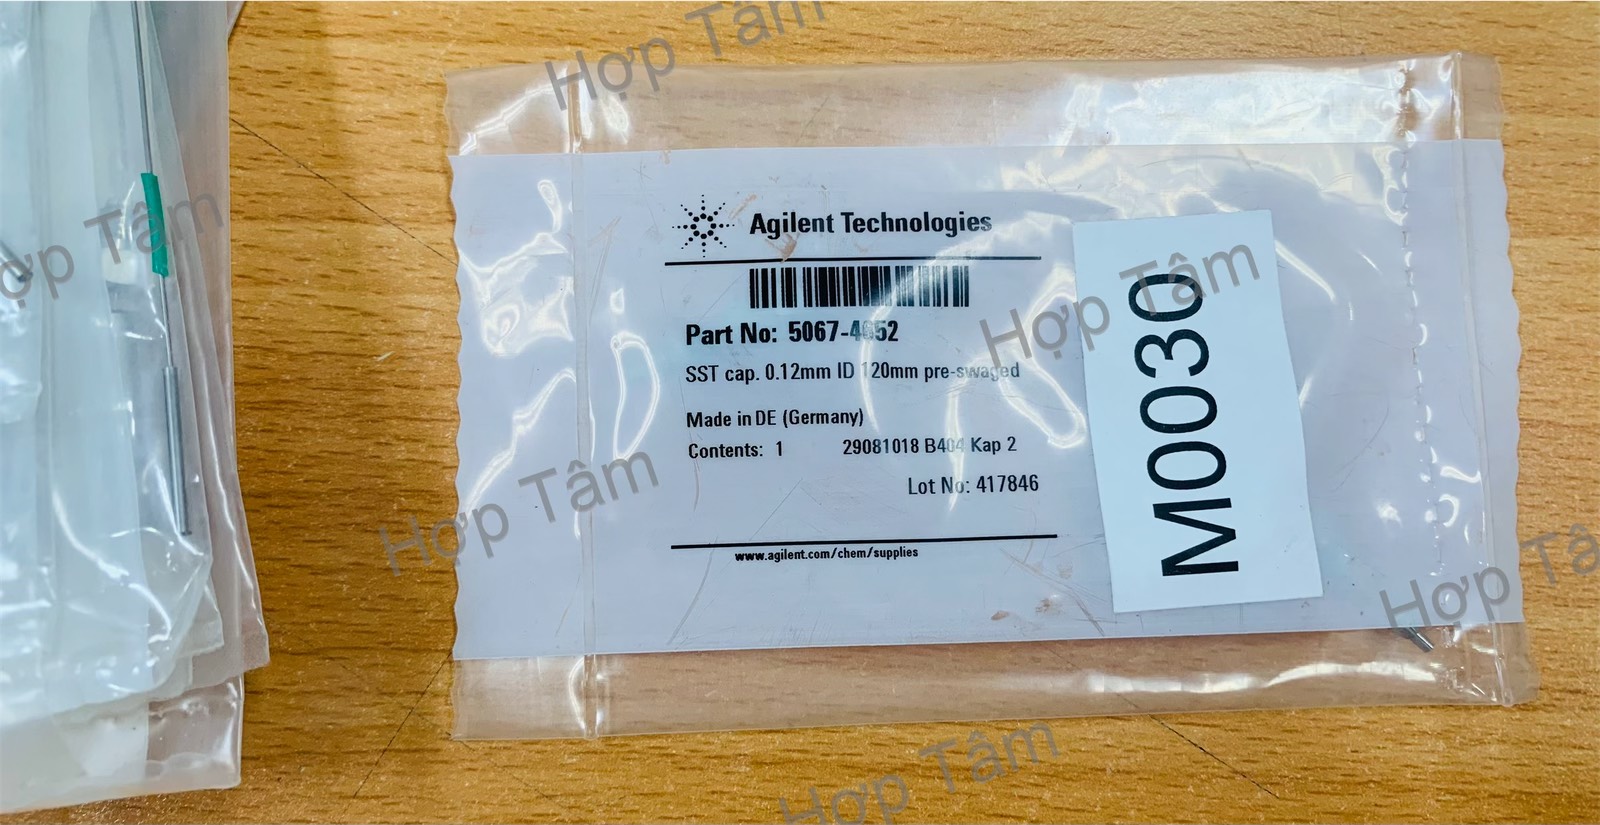 Agilent Technologies
Part No: 5067-4652
SST cap. 0.12mm ID 120mm pre-swaged
Made in DE (Germany)
Contents: 1 29081018 B404 Kap 2
Lot No: 417846
www.agilent.com/chem/supplies
M0030
Hợp Tâm
Hợp Tâm
Hợp Tâm
Hợp Tâm
Hợp Tâm
Hợp Tâm